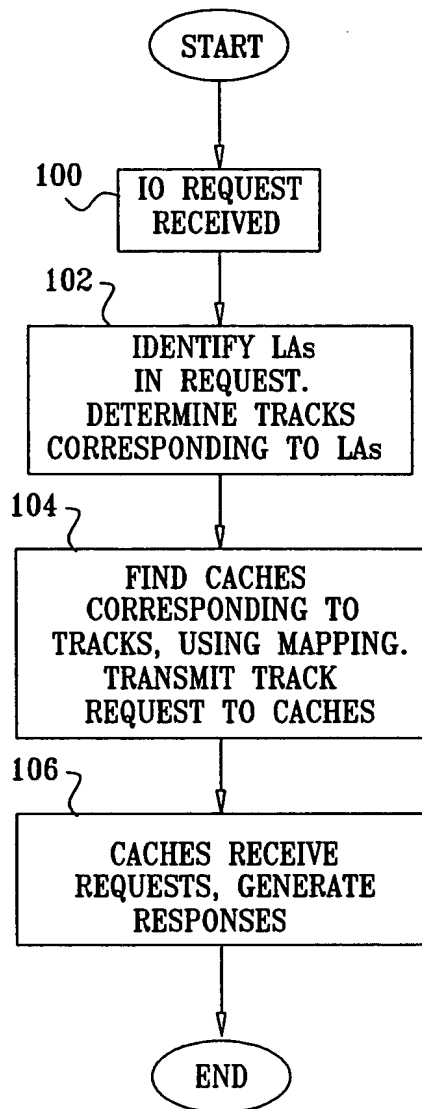 START
100
IO REQUEST
RECEIVED
102
IDENTIFY LAs
IN REQUEST.
DETERMINE TRACKS
CORRESPONDING TO LAs
104
FIND CACHES
CORRESPONDING TO
TRACKS, USING MAPPING.
TRANSMIT TRACK
REQUEST TO CACHES
106
CACHES RECEIVE
REQUESTS, GENERATE
RESPONSES
END